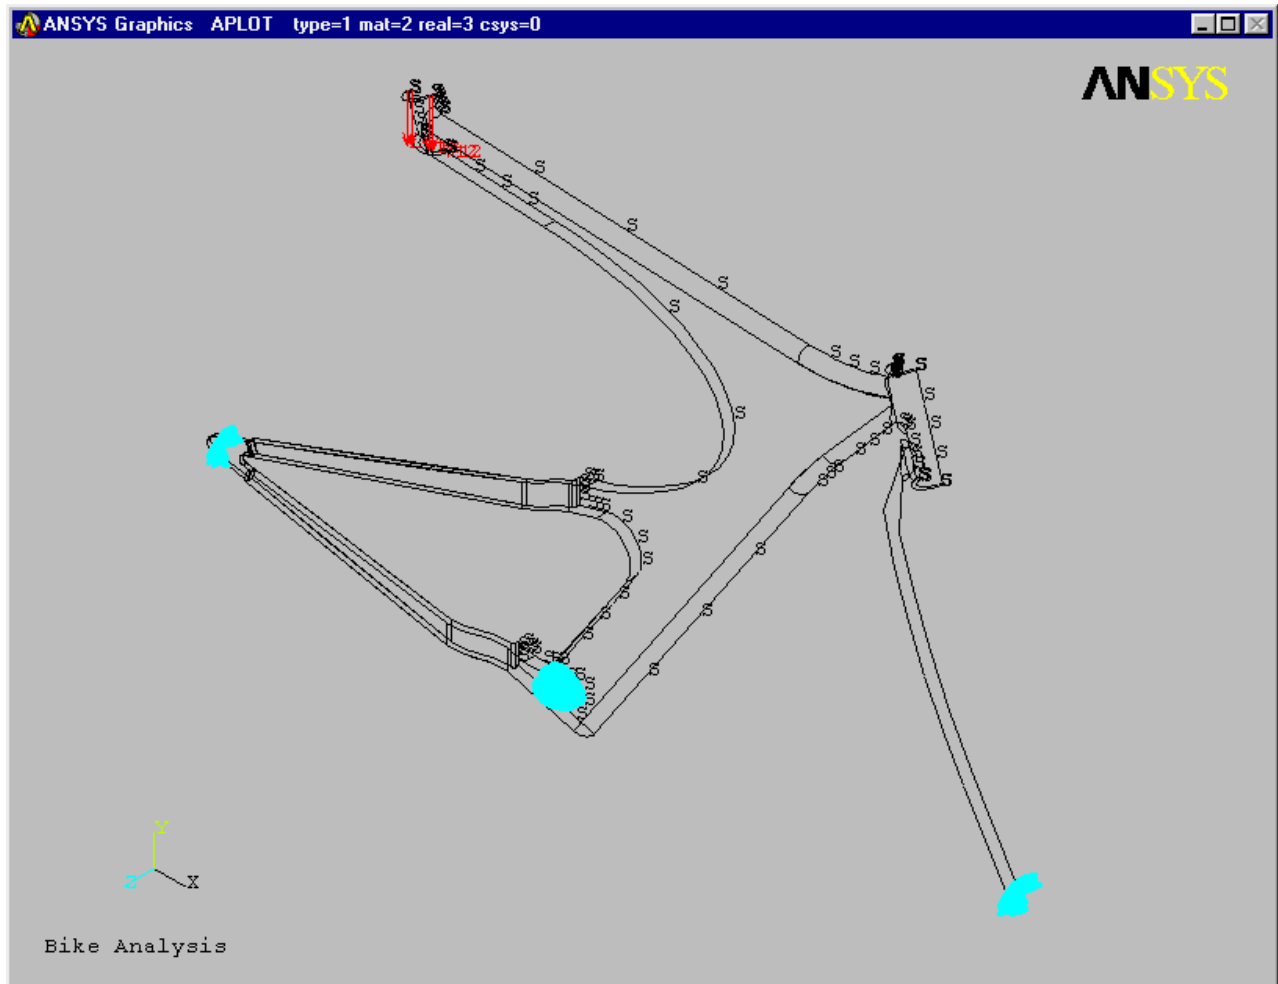 ANSYS Graphics APLOT type=1 mat=2 real=3 csys=0
ANSYS
S S S S S S S S S S S S S S S S S S S S S S S S S S S S S S S S S S S S S S S S
Y
Z X
Bike Analysis